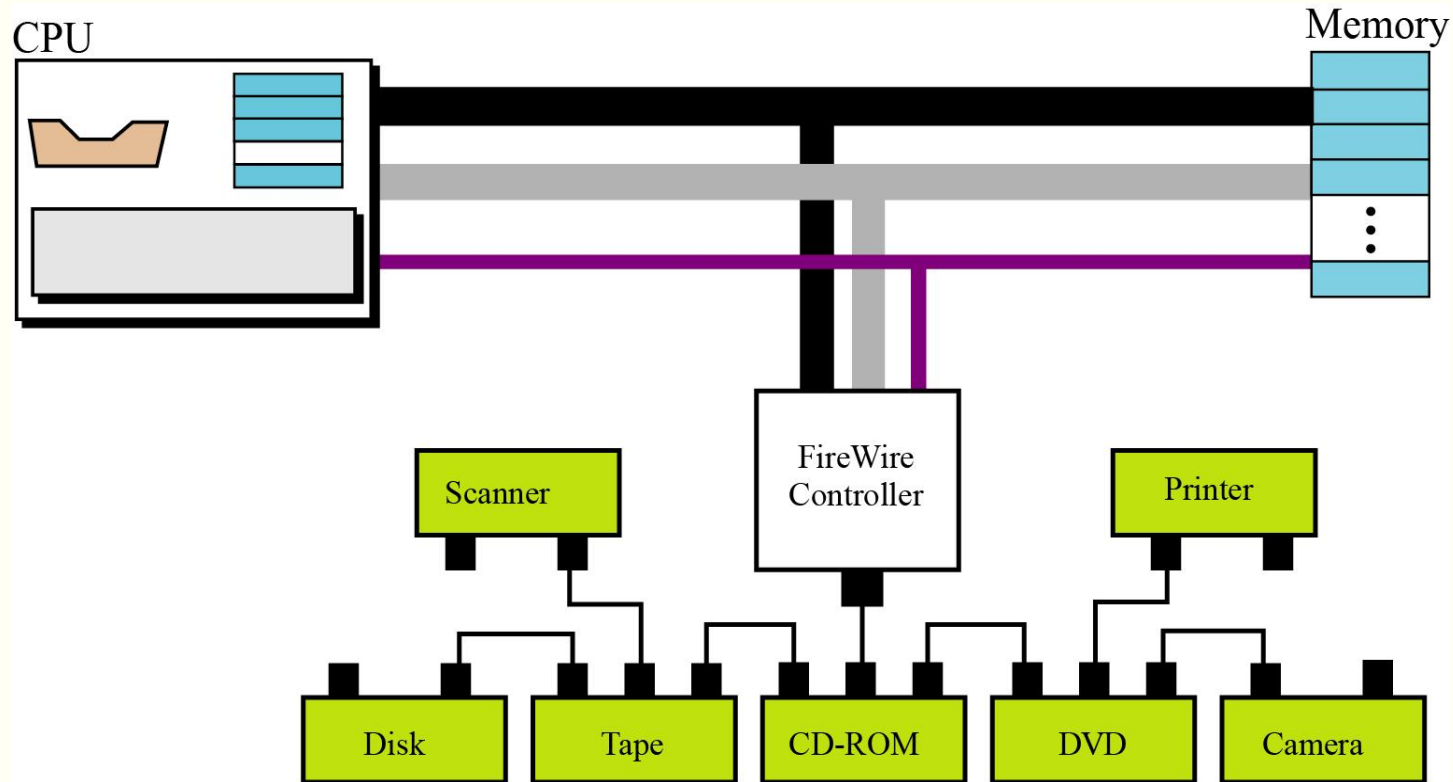 CPU
Memory
FireWire
Controller
Scanner
Printer
Disk
Tape
CD-ROM
DVD
Camera